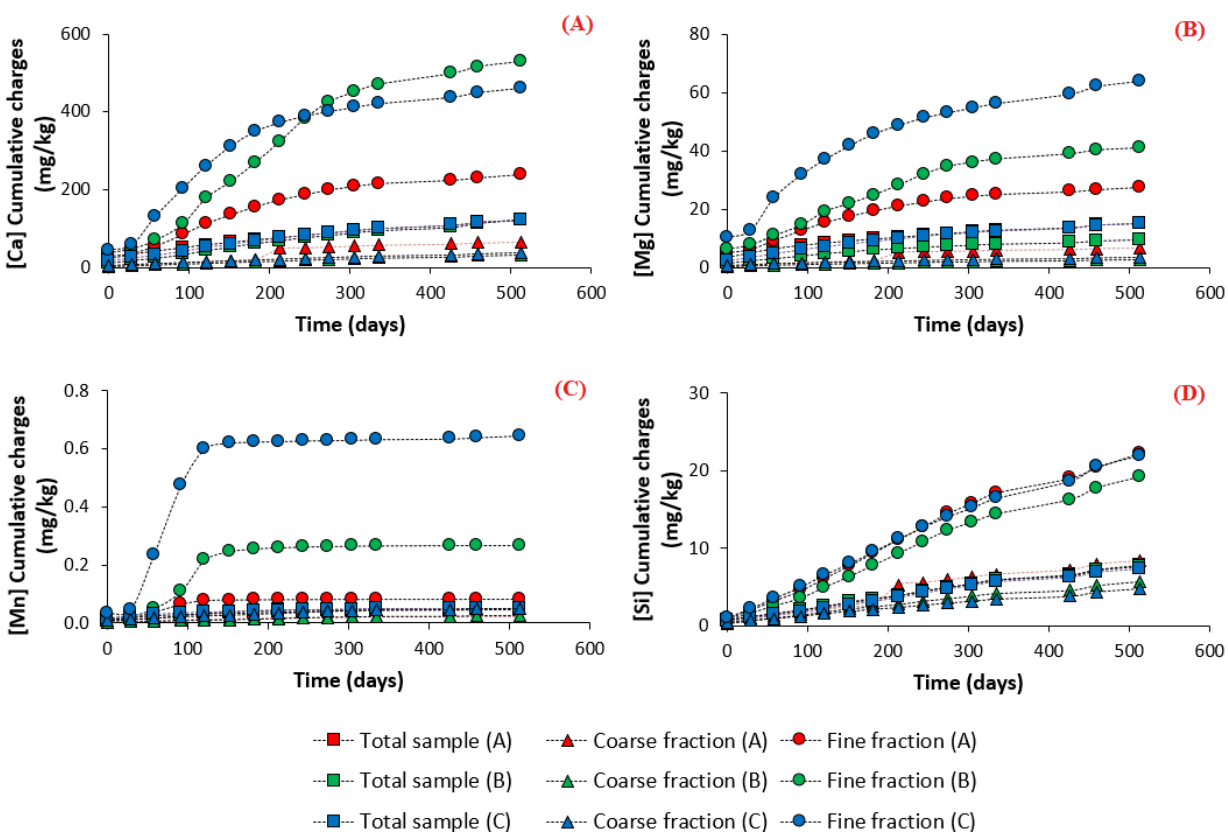 (A)
[Ca] Cumulative charges
(mg/kg)
600
400
200
0
0 100 200 300 400 500 600
Time (days)
(B)
[Mg] Cumulative charges
(mg/kg)
80
60
40
20
0
0 100 200 300 400 500 600
Time (days)
(C)
[Mn] Cumulative charges
(mg/kg)
0.8
0.6
0.4
0.2
0.0
0 100 200 300 400 500 600
Time (days)
(D)
[Si] Cumulative charges
(mg/kg)
30
20
10
0
0 100 200 300 400 500 600
Time (days)
Total sample (A) Coarse fraction (A) Fine fraction (A)
Total sample (B) Coarse fraction (B) Fine fraction (B)
Total sample (C) Coarse fraction (C) Fine fraction (C)